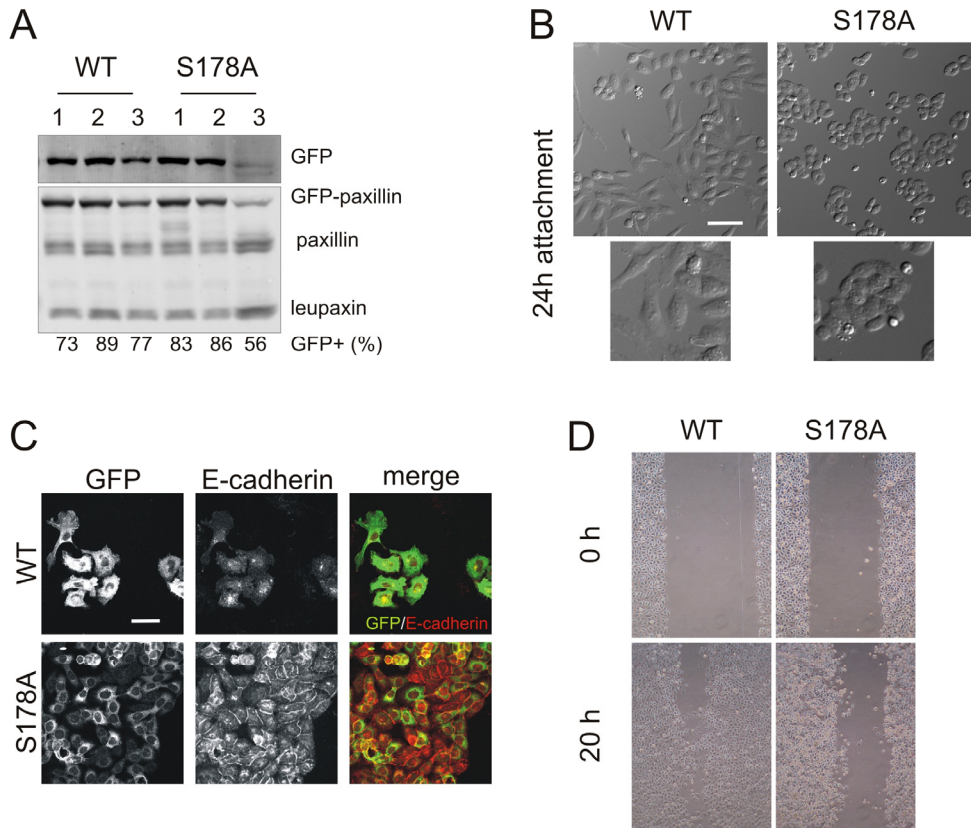 A
WT S178A
1 2 3 1 2 3
GFP
GFP-paxillin
paxillin
leupaxin
73 89 77 83 86 56 GFP+ (%)
B
WT S178A
24h attachment
C
GFP E-cadherin merge
WT
GFP/E-cadherin
S178A
D
WT S178A
0 h
20 h